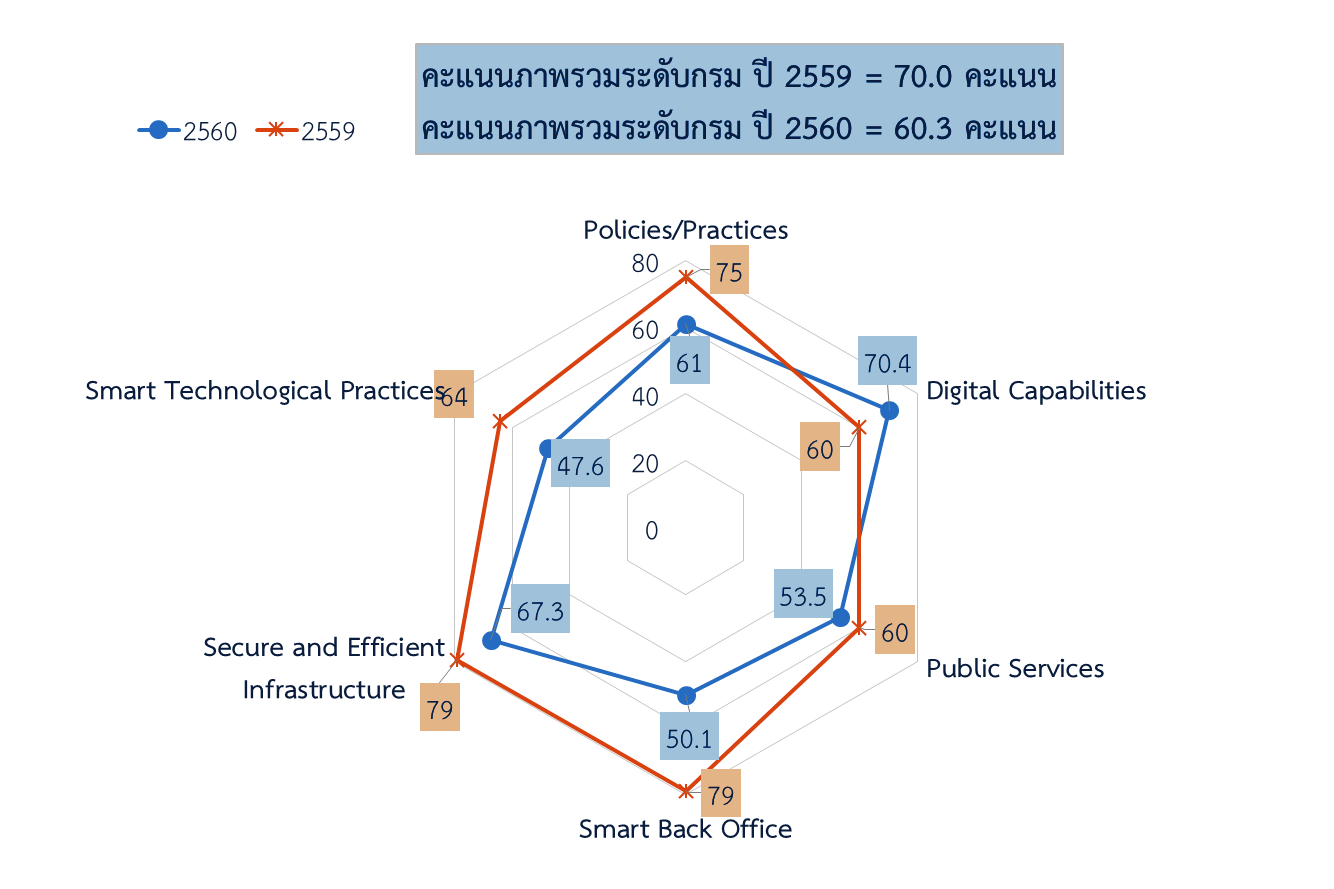 คะแนนภาพรวมระดับกรม ปี 2559 = 70.0 คะแนน
คะแนนภาพรวมระดับกรม ปี 2560 = 60.3 คะแนน
2560 2559
Policies/Practices
80
75
60
61
70.4
Smart Technological Practices
64
40
Digital Capabilities
60
47.6
20
0
53.5
67.3
60
Secure and Efficient
Infrastructure
Public Services
79
50.1
79
Smart Back Office